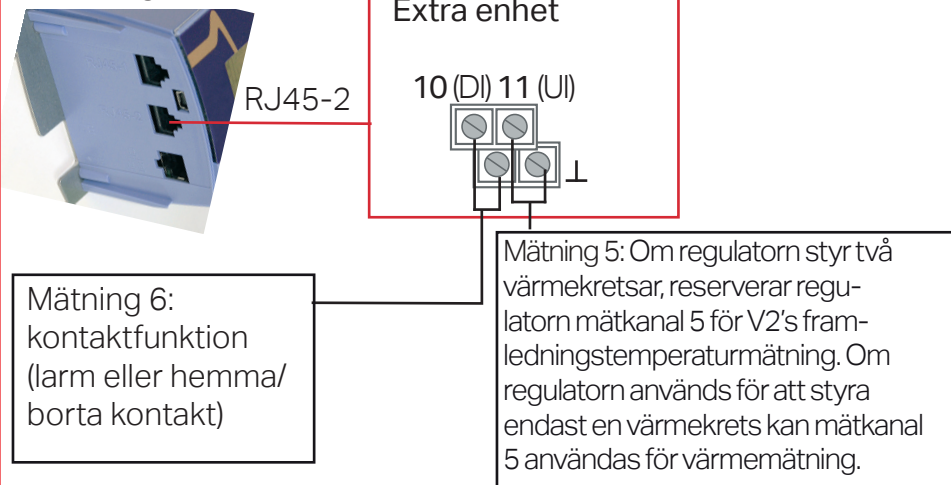 Extra enhet
10 (DI) 11 (UI)
RJ45-2
⊥
Mätning 5: Om regulatorn styr två
värmekretsar, reserverar regu-
latorn mätkanal 5 för V2's fram-
ledningstemperaturmätning. Om
regulatorn används för att styra
endast en värmekrets kan mätkanal
5 användas för värmemätning.
Mätning 6:
kontaktfunktion
(larm eller hemma/
borta kontakt)